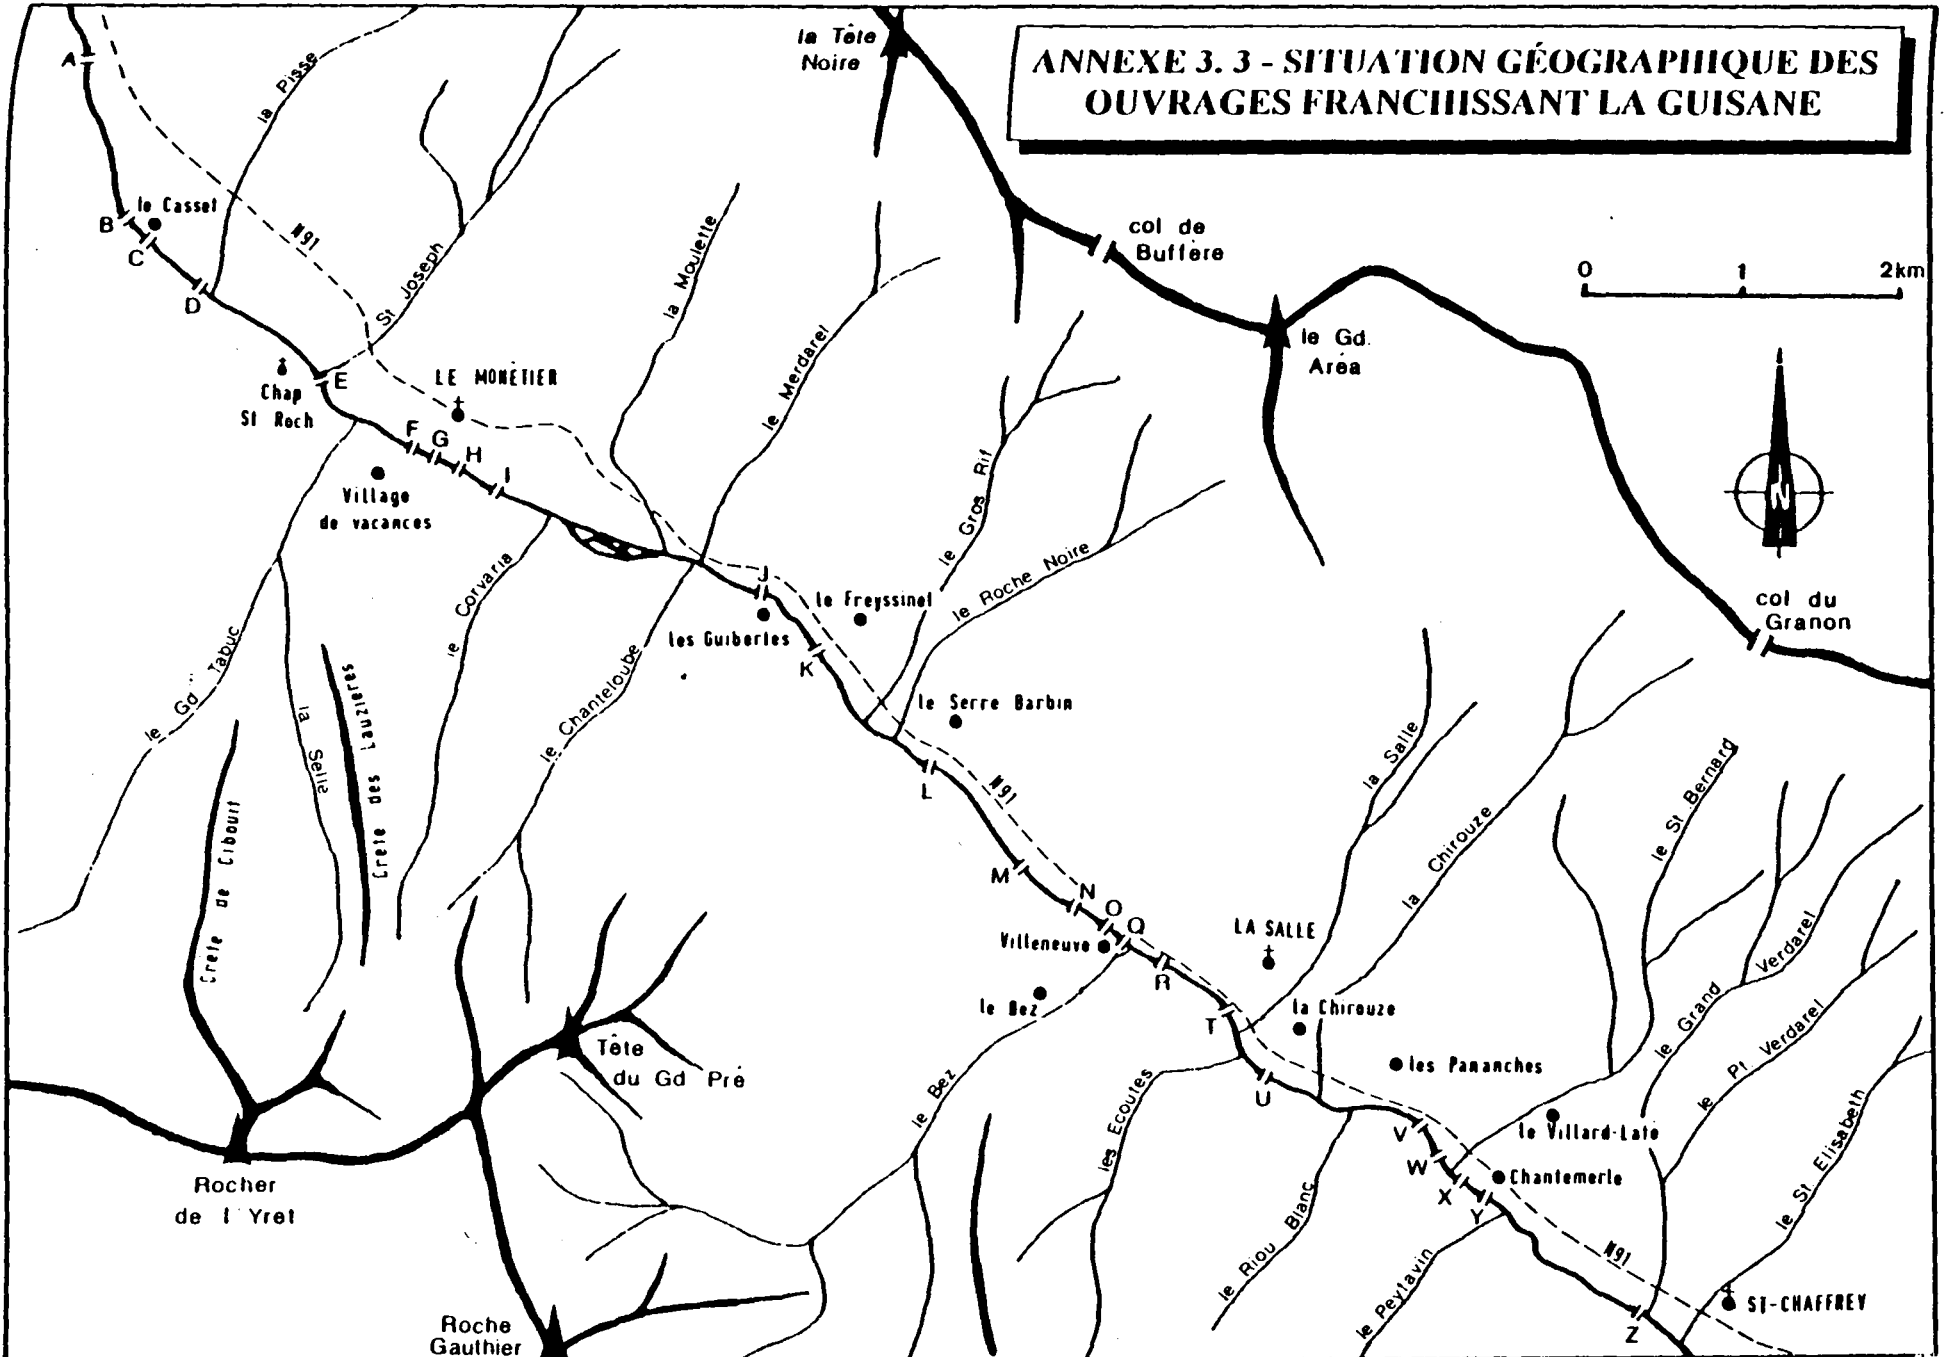 ANNEXE 3. 3 - SITUATION GÉOGRAPHIQUE DES
OUVRAGES FRANCHISSANT LA GUISANE
la Tête
Noire
A
la Pisse
B
le Casset
C
D
N91
St Joseph
la Moulette
col de
Buffère
0 1 2km
le Gd.
Aréa
le Merdarel
E
Chap
St Roch
LE MONÊTIER
F
G
H
I
Village
de vacances
le Gros Rif
le Roche Noire
N
col du
Granon
J
le Freyssinet
les Guibertes
K
le Corvaria
le Chanteloube
le Gd Tabuc
la Selle
Crete des Lauzieres
Crete de Cibouit
le Serre Barbin
L
N91
la Salle
la Chirouze
le St Bernard
M
N
O
Q
Villeneuve
R
LA SALLE
le Bez
T
la Chirouze
le Grand Verdarel
le Pt Verdarel
Tête
du Gd Pré
U
les Pananches
le Bez
les Ecoutes
V
le Villard-Laté
W
Chantemerle
X
Y
le St Elisabeth
Rocher
de l'Yret
le Riou Blanc
le Peytavin
N91
ST-CHAFFREY
Z
Roche
Gauthier